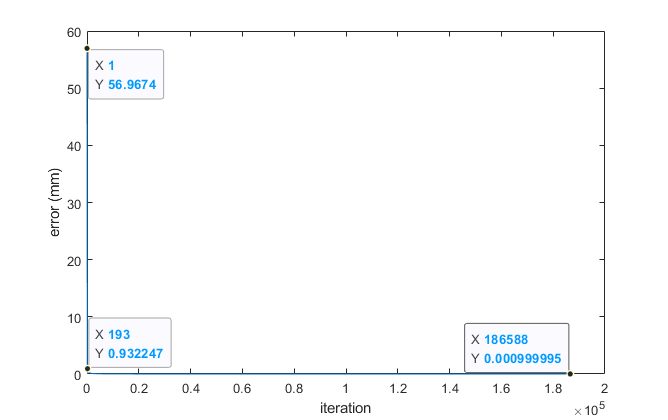 60
50
40
30
20
10
0
error (mm)
X 1
Y 56.9674
X 193
Y 0.932247
X 186588
Y 0.000999995
0 0.2 0.4 0.6 0.8 1 1.2 1.4 1.6 1.8 2
×10⁵
iteration